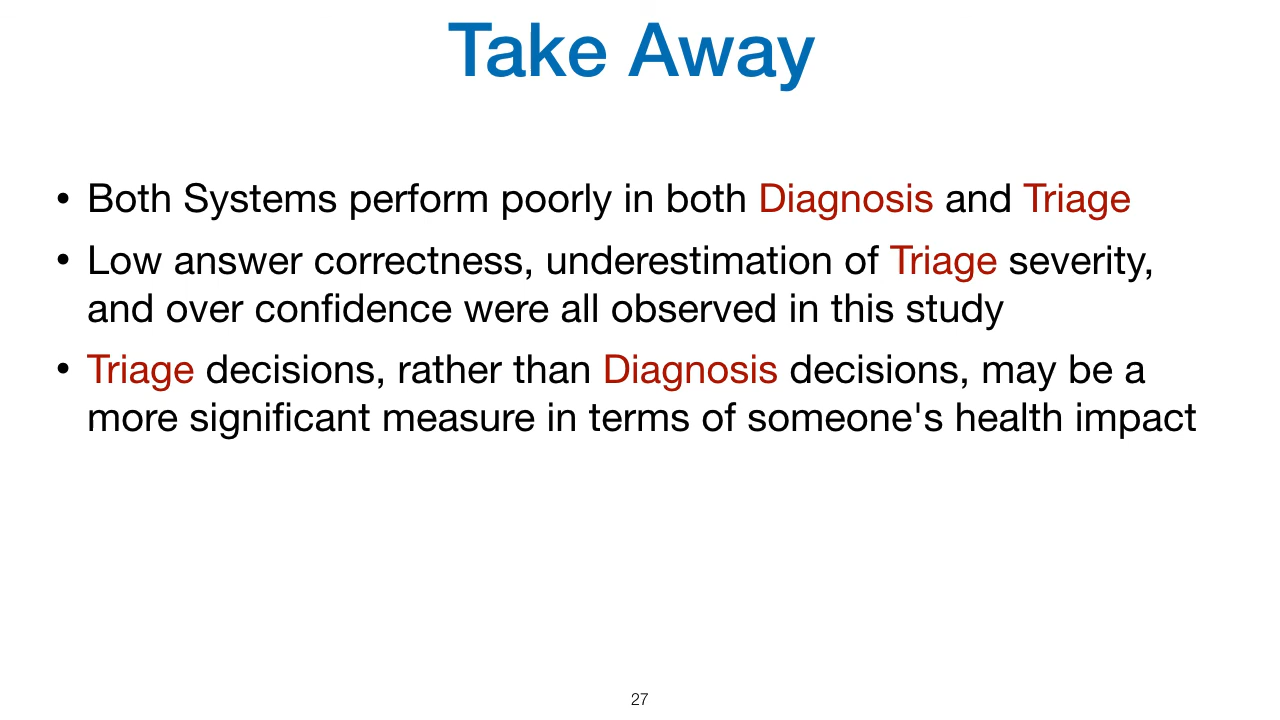 Take Away
• Both Systems perform poorly in both Diagnosis and Triage
• Low answer correctness, underestimation of Triage severity,
and over confidence were all observed in this study
• Triage decisions, rather than Diagnosis decisions, may be a
more significant measure in terms of someone's health impact
27